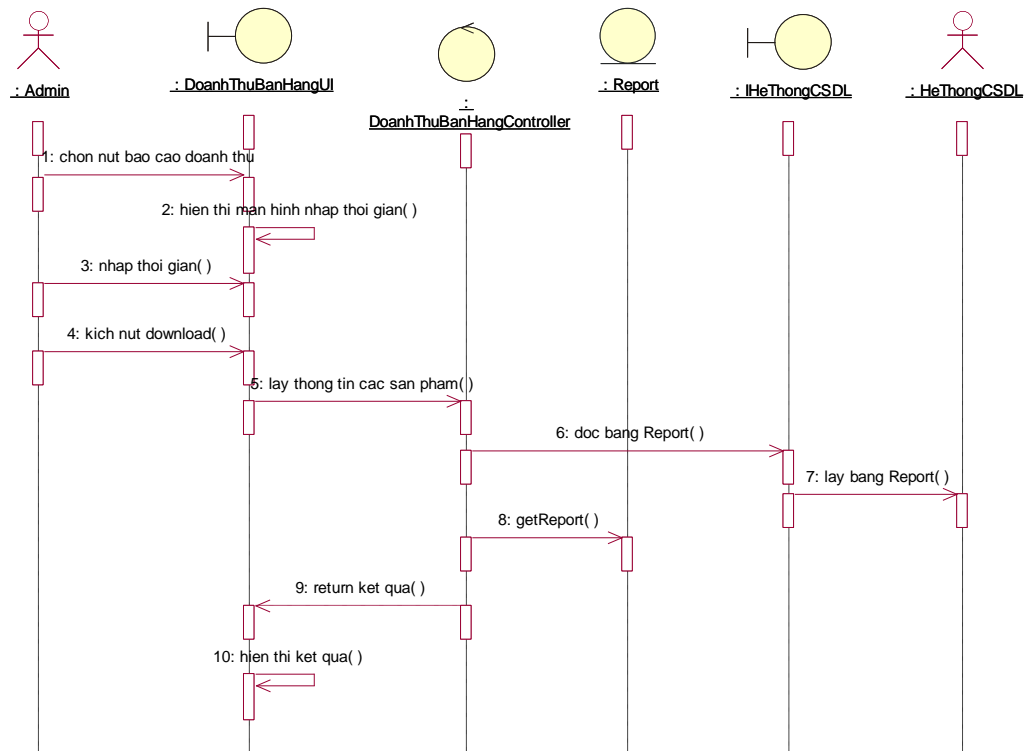 : Admin
: DoanhThuBanHangUI
:
DoanhThuBanHangController
: Report
: IHeThongCSDL
: HeThongCSDL
1: chon nut bao cao doanh thu
2: hien thi man hinh nhap thoi gian( )
3: nhap thoi gian( )
4: kich nut download( )
5: lay thong tin cac san pham( )
6: doc bang Report( )
7: lay bang Report( )
8: getReport( )
9: return ket qua( )
10: hien thi ket qua( )